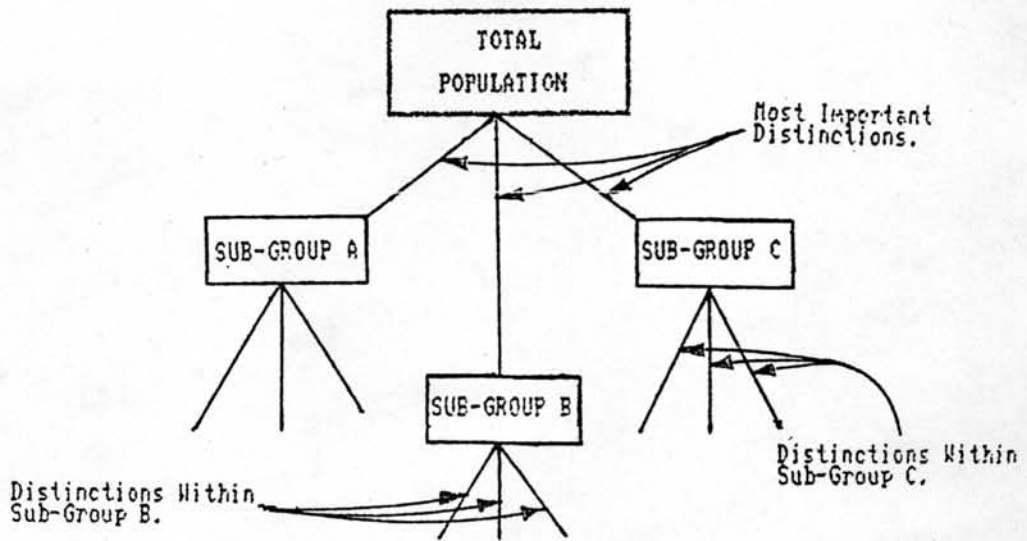 TOTAL
POPULATION
Most Important
Distinctions.
SUB-GROUP A
SUB-GROUP C
SUB-GROUP B
Distinctions Within
Sub-Group C.
Distinctions Within
Sub-Group B.